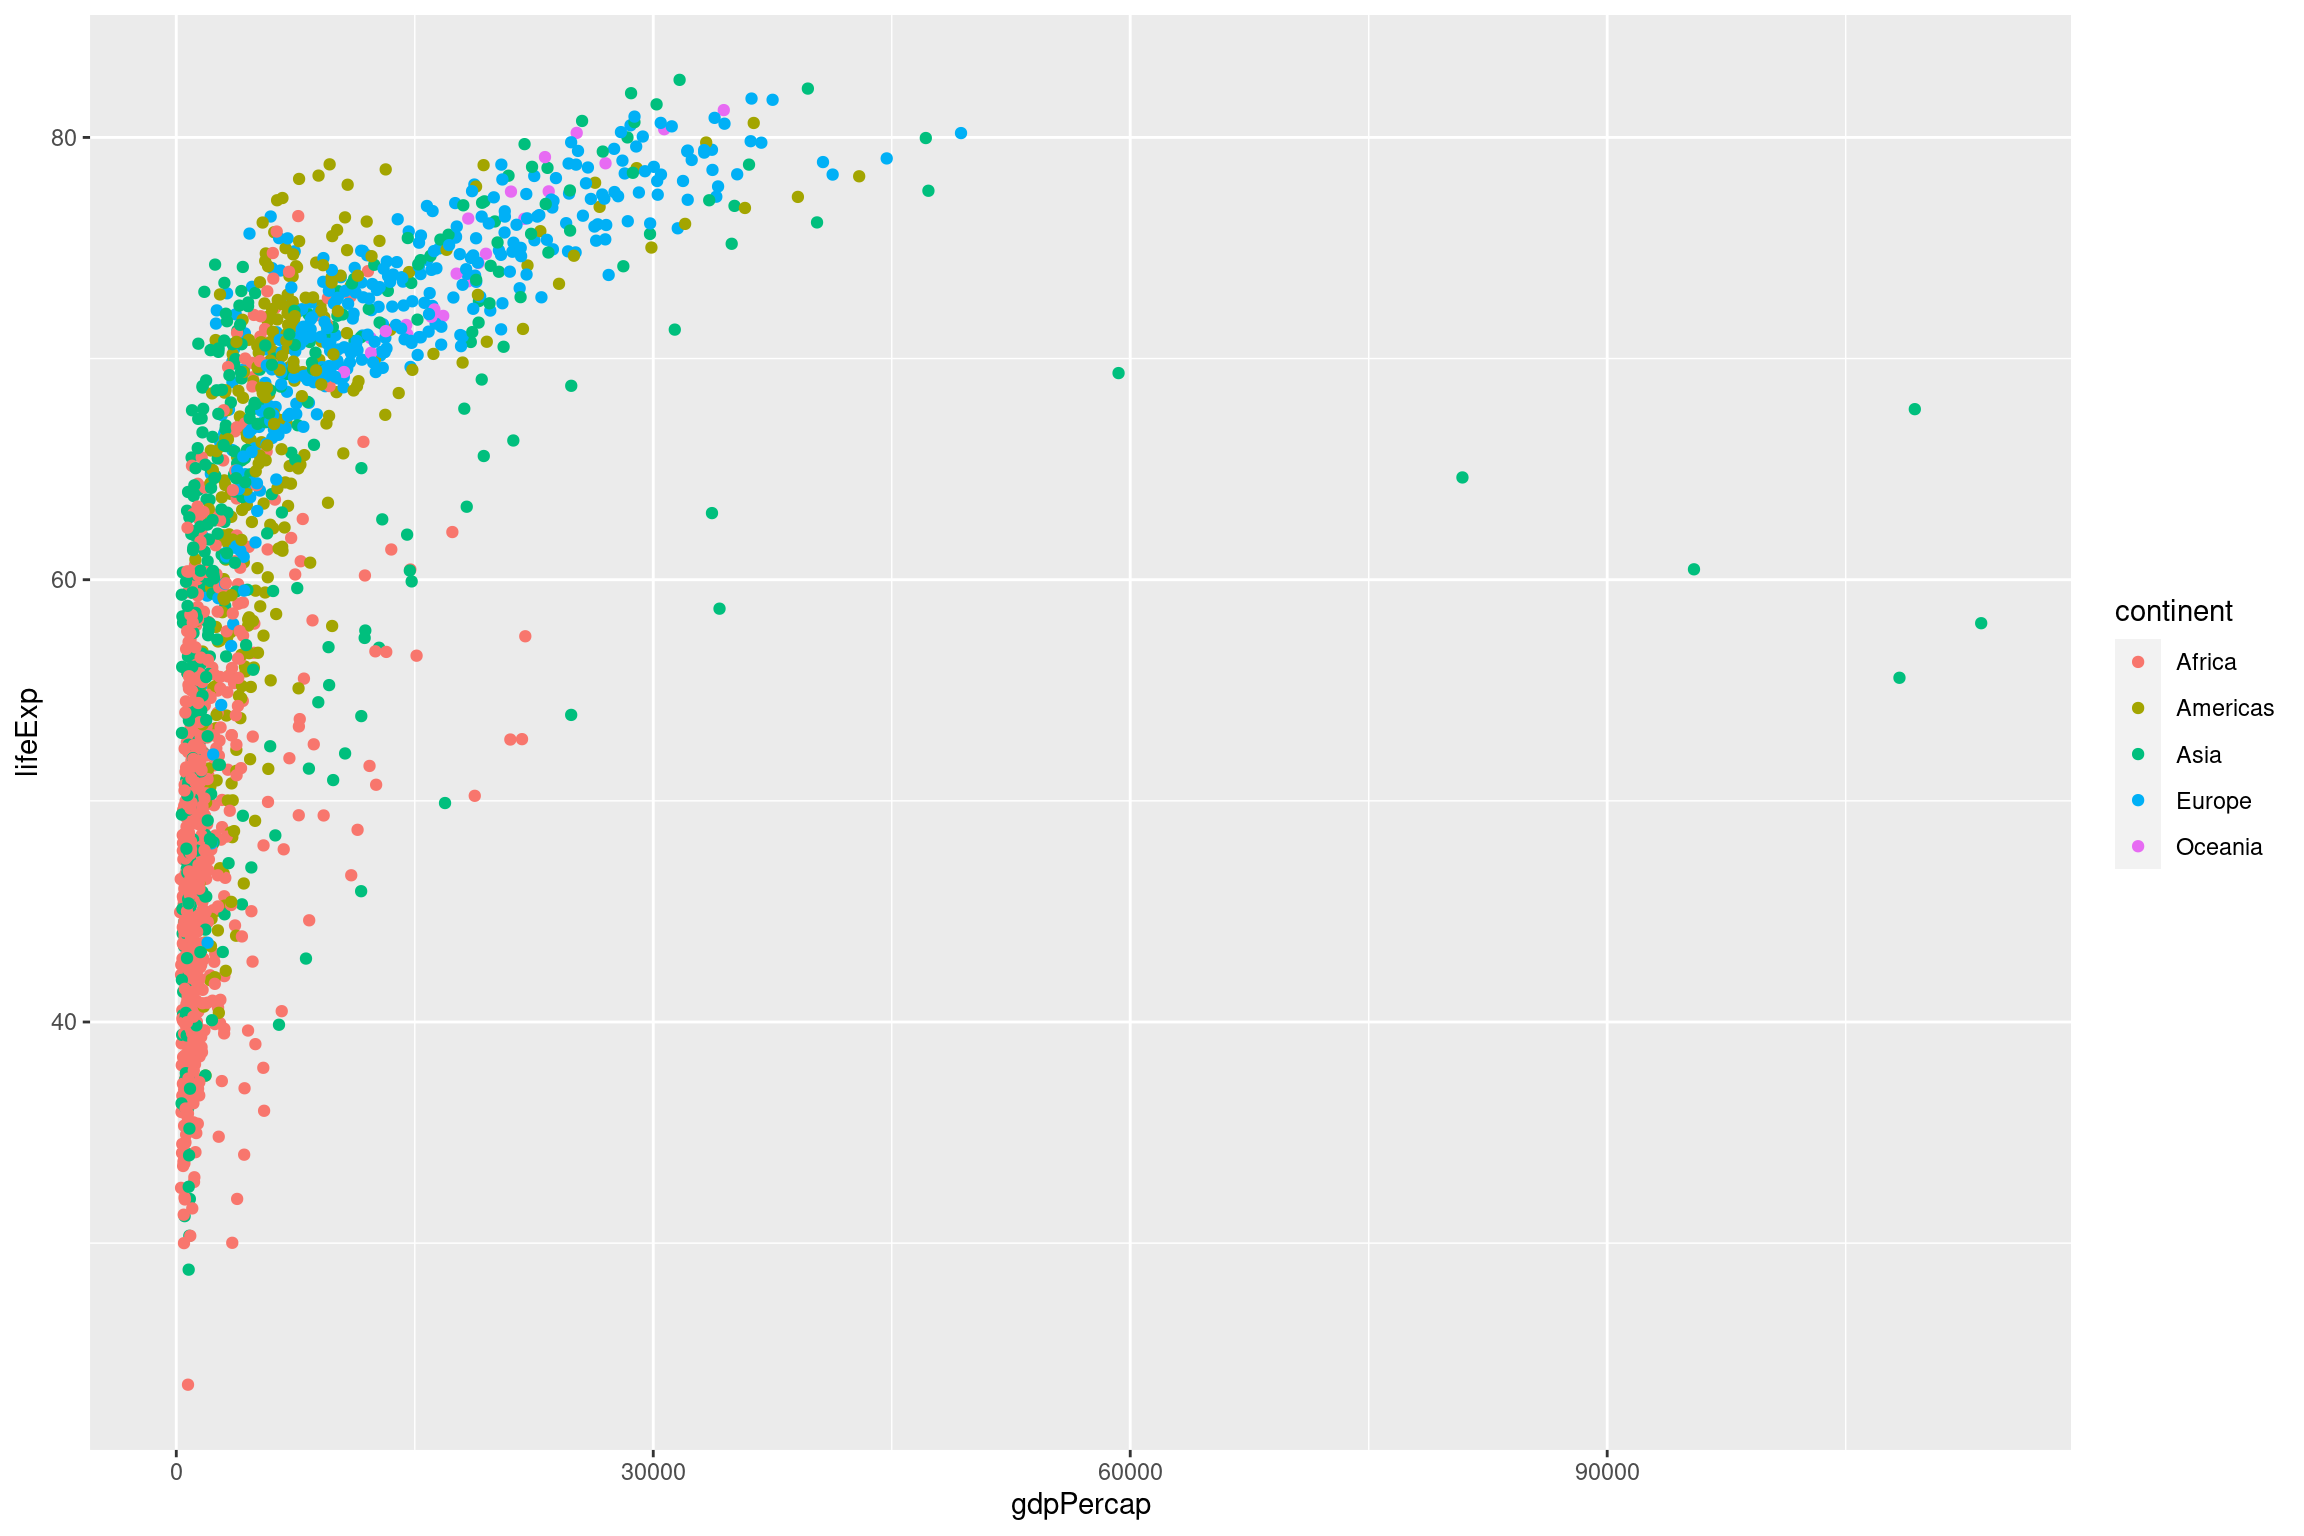 80
60
40
lifeExp
0 30000 60000 90000
gdpPercap
continent
Africa
Americas
Asia
Europe
Oceania